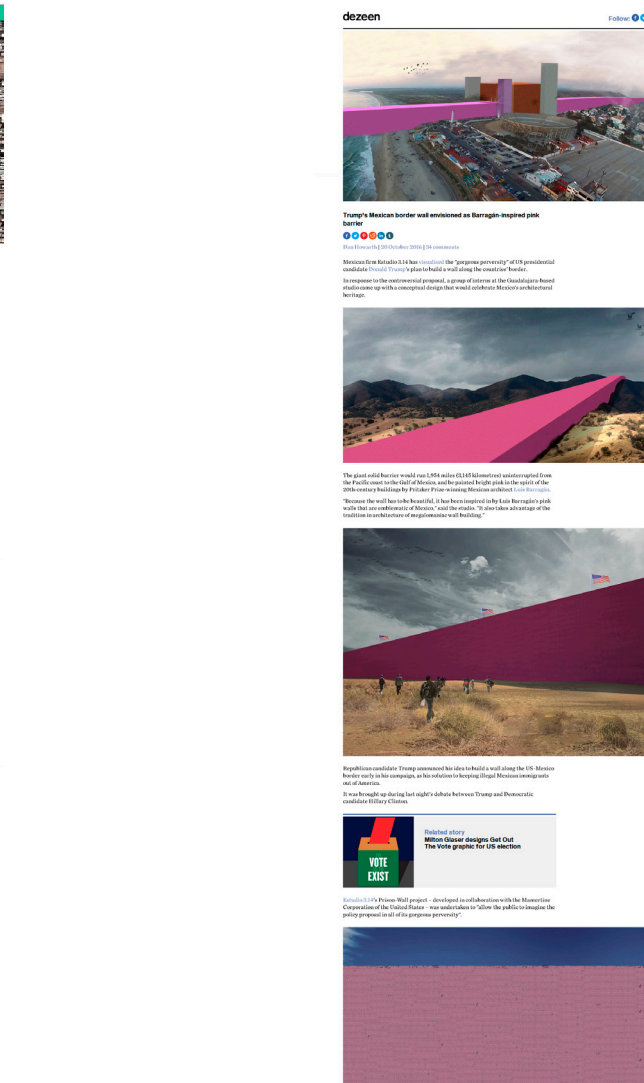 dezeen
Follow:
Trump's Mexican border wall envisioned as Barragán-inspired pink
barrier
Dan Howarth | 20 October 2016 | 34 comments
Mexican firm Estudio 3.14 has visualised the "gorgeous perversity" of US presidential
candidate Donald Trump's plan to build a wall along the countries' border.
In response to the controversial proposal, a group of interns at the Guadalajara-based
studio came up with a conceptual design that would celebrate Mexico's architectural
heritage.
The giant solid barrier would run 1,954 miles (3,145 kilometres) uninterrupted from
the Pacific coast to the Gulf of Mexico, and be painted bright pink in the spirit of the
20th-century buildings by Pritzker Prize-winning Mexican architect Luis Barragán.
"Because the wall has to be beautiful, it has been inspired in by Luis Barragán's pink
walls that are emblematic of Mexico," said the studio. "It also takes advantage of the
tradition in architecture of megalomaniac wall building."
Republican candidate Trump announced his idea to build a wall along the US-Mexico
border early in his campaign, as his solution to keeping illegal Mexican immigrants
out of America.
It was brought up during last night's debate between Trump and Democratic
candidate Hillary Clinton.
Related story
Milton Glaser designs Get Out
The Vote graphic for US election
VOTE
EXIST
Estudio 3.14's Prison-Wall project – developed in collaboration with the Mamertine
Corporation of the United States – was undertaken to "allow the public to imagine the
policy proposal in all of its gorgeous perversity".